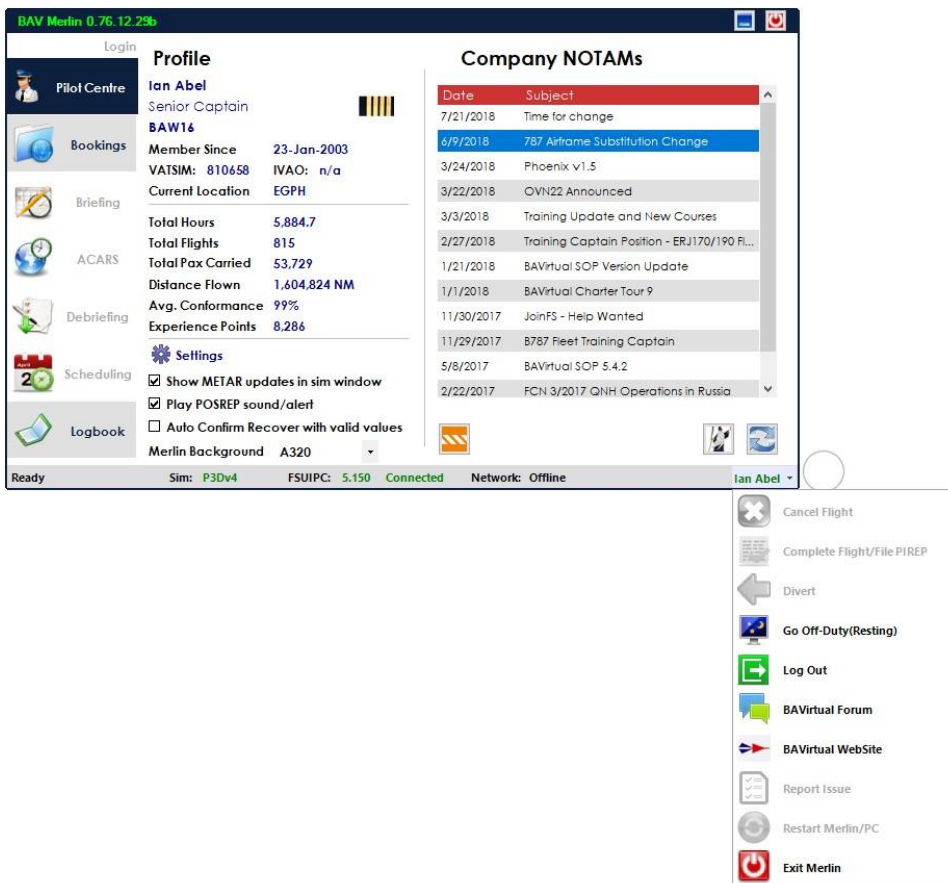 BAV Merlin 0.76.12.29b
Login
Pilot Centre
Bookings
Briefing
ACARS
Debriefing
April
2
Scheduling
Logbook
Profile
Ian Abel
Senior Captain
BAW16
Member Since 23-Jan-2003
VATSIM: 810658 IVAO: n/a
Current Location EGPH
Total Hours 5,884.7
Total Flights 815
Total Pax Carried 53,729
Distance Flown 1,604,824 NM
Avg. Conformance 99%
Experience Points 8,286
Settings
Show METAR updates in sim window
Play POSREP sound/alert
Auto Confirm Recover with valid values
Merlin Background A320
Company NOTAMs
Date Subject
7/21/2018 Time for change
6/9/2018 787 Airframe Substitution Change
3/24/2018 Phoenix v1.5
3/22/2018 OVN22 Announced
3/3/2018 Training Update and New Courses
2/27/2018 Training Captain Position - ERJ170/190 Fl...
1/21/2018 BAVirtual SOP Version Update
1/1/2018 BAVirtual Charter Tour 9
11/30/2017 JoinFS - Help Wanted
11/29/2017 B787 Fleet Training Captain
5/8/2017 BAVirtual SOP 5.4.2
2/22/2017 FCN 3/2017 QNH Operations in Russia
Ready Sim: P3Dv4 FSUIPC: 5.150 Connected Network: Offline Ian Abel
Cancel Flight
Complete Flight/File PIREP
Divert
Go Off-Duty(Resting)
Log Out
BAVirtual Forum
BAVirtual WebSite
Report Issue
Restart Merlin/PC
Exit Merlin